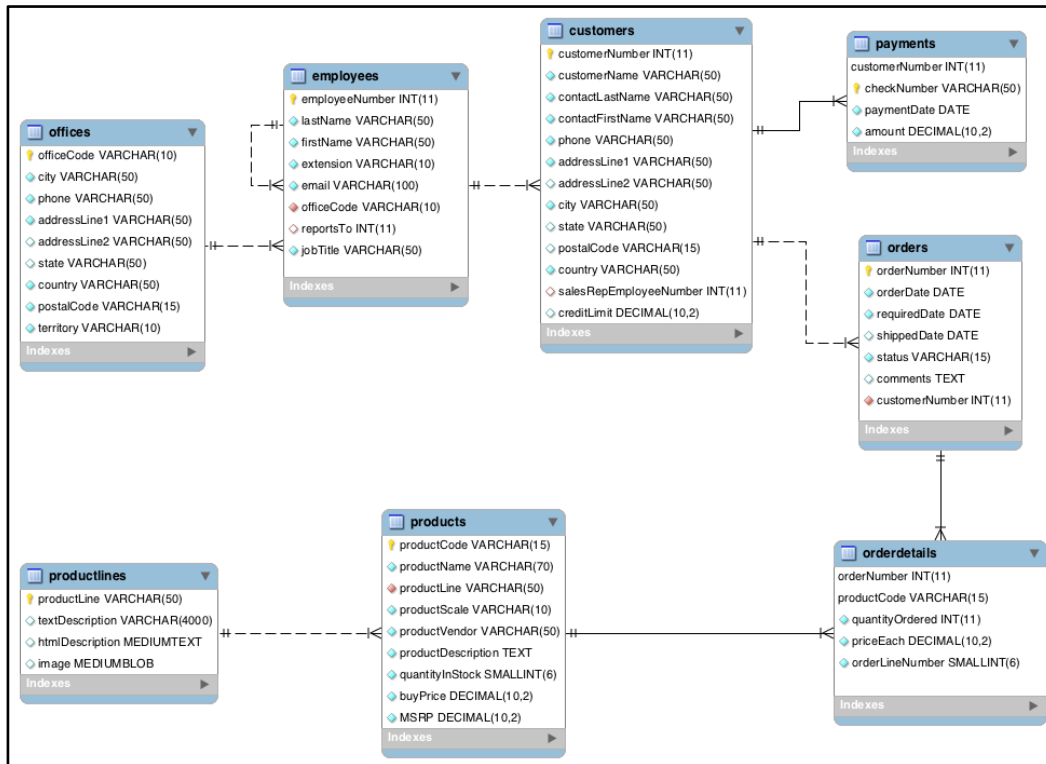 offices
officeCode VARCHAR(10)
city VARCHAR(50)
phone VARCHAR(50)
addressLine1 VARCHAR(50)
addressLine2 VARCHAR(50)
state VARCHAR(50)
country VARCHAR(50)
postalCode VARCHAR(15)
territory VARCHAR(10)
Indexes
employees
employeeNumber INT(11)
lastName VARCHAR(50)
firstName VARCHAR(50)
extension VARCHAR(10)
email VARCHAR(100)
officeCode VARCHAR(10)
reportsTo INT(11)
jobTitle VARCHAR(50)
Indexes
customers
customerNumber INT(11)
customerName VARCHAR(50)
contactLastName VARCHAR(50)
contactFirstName VARCHAR(50)
phone VARCHAR(50)
addressLine1 VARCHAR(50)
addressLine2 VARCHAR(50)
city VARCHAR(50)
state VARCHAR(50)
postalCode VARCHAR(15)
country VARCHAR(50)
salesRepEmployeeNumber INT(11)
creditLimit DECIMAL(10,2)
Indexes
payments
customerNumber INT(11)
checkNumber VARCHAR(50)
paymentDate DATE
amount DECIMAL(10,2)
Indexes
orders
orderNumber INT(11)
orderDate DATE
requiredDate DATE
shippedDate DATE
status VARCHAR(15)
comments TEXT
customerNumber INT(11)
Indexes
productlines
productLine VARCHAR(50)
textDescription VARCHAR(4000)
htmlDescription MEDIUMTEXT
image MEDIUMBLOB
Indexes
products
productCode VARCHAR(15)
productName VARCHAR(70)
productLine VARCHAR(50)
productScale VARCHAR(10)
productVendor VARCHAR(50)
productDescription TEXT
quantityInStock SMALLINT(6)
buyPrice DECIMAL(10,2)
MSRP DECIMAL(10,2)
Indexes
orderdetails
orderNumber INT(11)
productCode VARCHAR(15)
quantityOrdered INT(11)
priceEach DECIMAL(10,2)
orderLineNumber SMALLINT(6)
Indexes